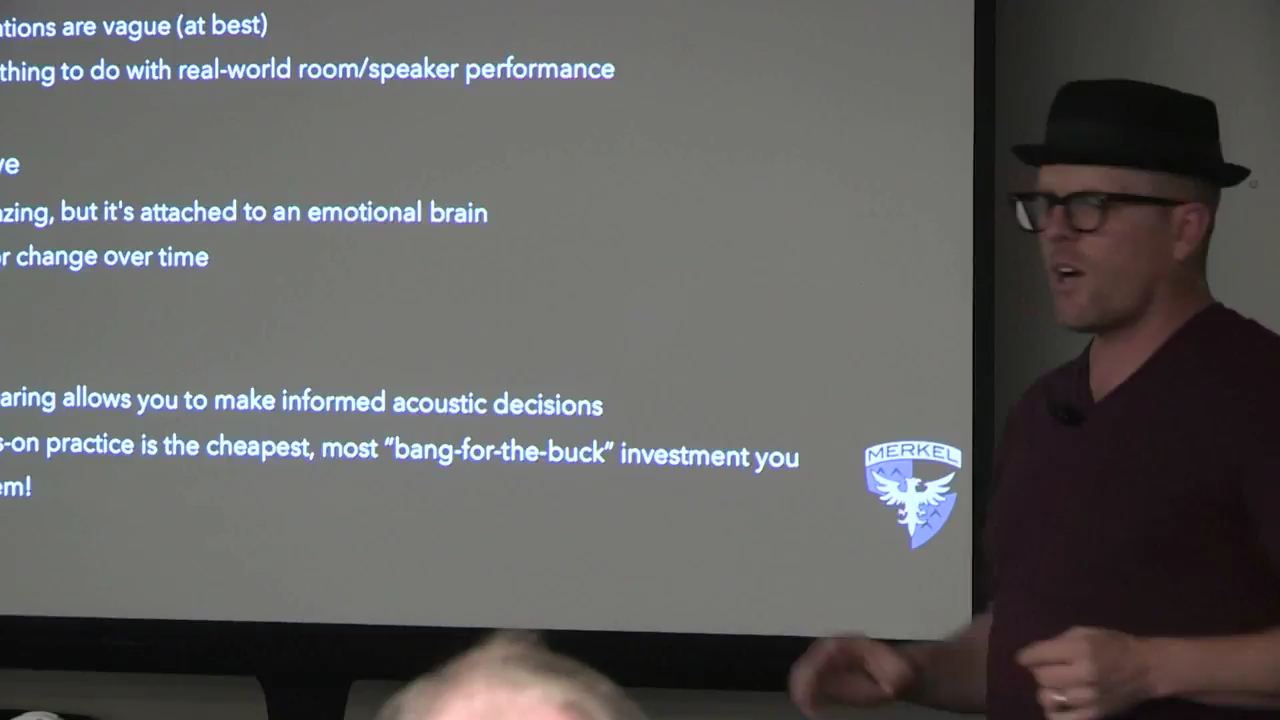 ations are vague (at best)
thing to do with real-world room/speaker performance
ve
azing, but it's attached to an emotional brain
or change over time
aring allows you to make informed acoustic decisions
s-on practice is the cheapest, most “bang-for-the-buck” investment you
em!
MERKEL